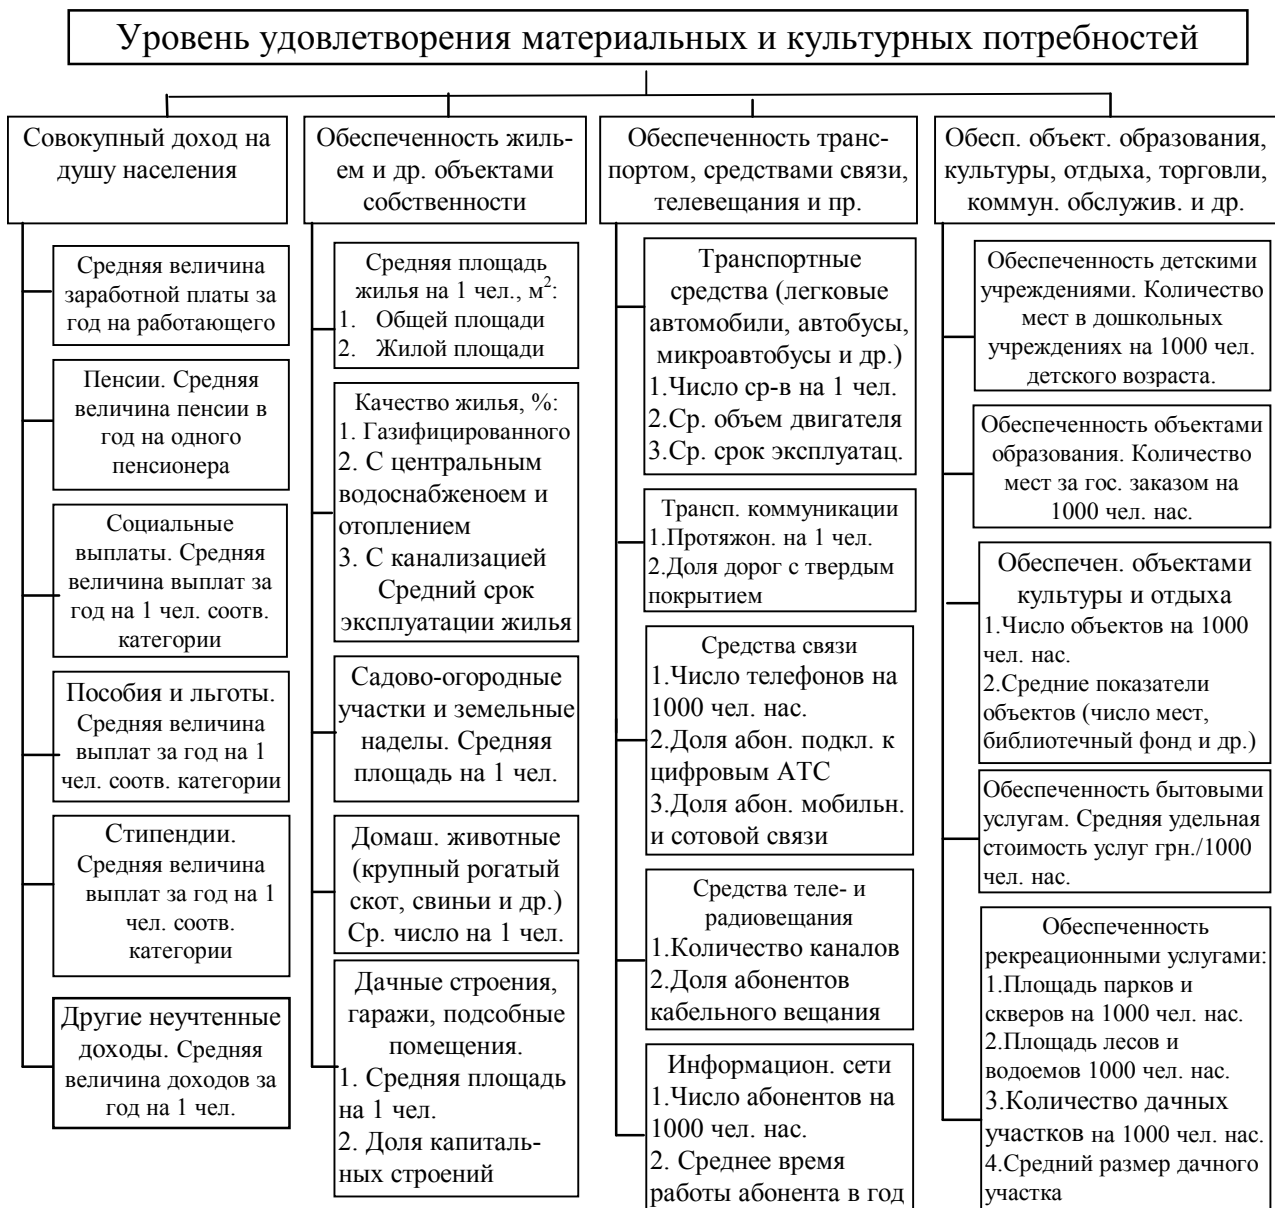 Уровень удовлетворения материальных и культурных потребностей
Совокупный доход на
душу населения
Средняя величина
заработной платы за
год на работающего
Пенсии. Средняя
величина пенсии в
год на одного
пенсионера
Социальные
выплаты. Средняя
величина выплат за
год на 1 чел. соотв.
категории
Пособия и льготы.
Средняя величина
выплат за год на 1
чел. соотв. категории
Стипендии.
Средняя величина
выплат за год на 1
чел. соотв.
категории
Другие неучтенные
доходы. Средняя
величина доходов за
год на 1 чел.
Обеспеченность жиль-
ем и др. объектами
собственности
Средняя площадь
жилья на 1 чел., м²:
1. Общей площади
2. Жилой площади
Качество жилья, %:
1. Газифицированного
2. С центральным
водоснабженоем и
отоплением
3. С канализацией
Средний срок
эксплуатации жилья
Садово-огородные
участки и земельные
наделы. Средняя
площадь на 1 чел.
Домаш. животные
(крупный рогатый
скот, свиньи и др.)
Ср. число на 1 чел.
Дачные строения,
гаражи, подсобные
помещения.
1. Средняя площадь
на 1 чел.
2. Доля капиталь-
ных строений
Обеспеченность транс-
портом, средствами связи,
телевещания и пр.
Транспортные
средства (легковые
автомобили, автобусы,
микроавтобусы и др.)
1.Число ср-в на 1 чел.
2.Ср. объем двигателя
3.Ср. срок эксплуатац.
Трансп. коммуникации
1.Протяжон. на 1 чел.
2.Доля дорог с твердым
покрытием
Средства связи
1.Число телефонов на
1000 чел. нас.
2.Доля абон. подкл. к
цифровым АТС
3.Доля абон. мобильн.
и сотовой связи
Средства теле- и
радиовещания
1.Количество каналов
2.Доля абонентов
кабельного вещания
Информацион. сети
1.Число абонентов на
1000 чел. нас.
2. Среднее время
работы абонента в год
Обесп. объект. образования,
культуры, отдыха, торговли,
коммун. обслужив. и др.
Обеспеченность детскими
учреждениями. Количество
мест в дошкольных
учреждениях на 1000 чел.
детского возраста.
Обеспеченность объектами
образования. Количество
мест за гос. заказом на
1000 чел. нас.
Обеспечен. объектами
культуры и отдыха
1.Число объектов на 1000
чел. нас.
2.Средние показатели
объектов (число мест,
библиотечный фонд и др.)
Обеспеченность бытовыми
услугам. Средняя удельная
стоимость услуг грн./1000
чел. нас.
Обеспеченность
рекреационными услугами:
1.Площадь парков и
скверов на 1000 чел. нас.
2.Площадь лесов и
водоемов 1000 чел. нас.
3.Количество дачных
участков на 1000 чел. нас.
4.Средний размер дачного
участка